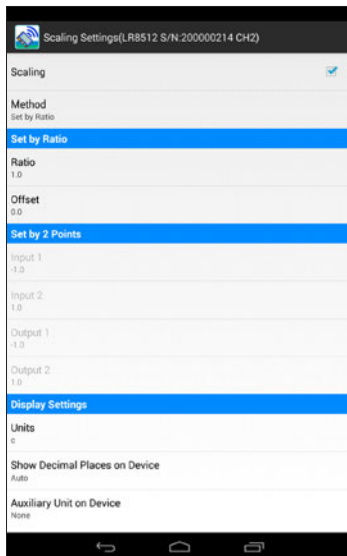 Scaling Settings(LR8512 S/N:200000214 CH2)
Scaling
Method
Set by Ratio
Set by Ratio
Ratio
1.0
Offset
0.0
Set by 2 Points
Input 1
-1.0
Input 2
1.0
Output 1
-1.0
Output 2
1.0
Display Settings
Units
c
Show Decimal Places on Device
Auto
Auxiliary Unit on Device
None